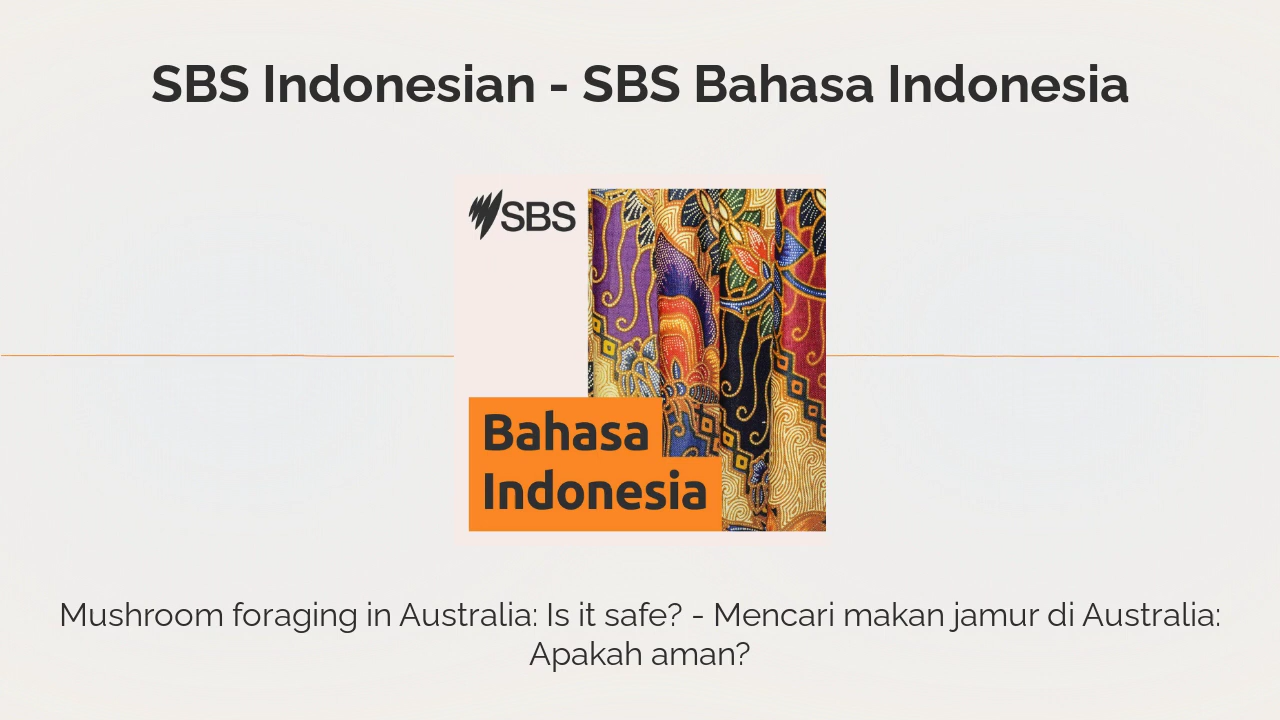 SBS Indonesian - SBS Bahasa Indonesia
SBS
Bahasa
Indonesia
Mushroom foraging in Australia: Is it safe? - Mencari makan jamur di Australia:
Apakah aman?